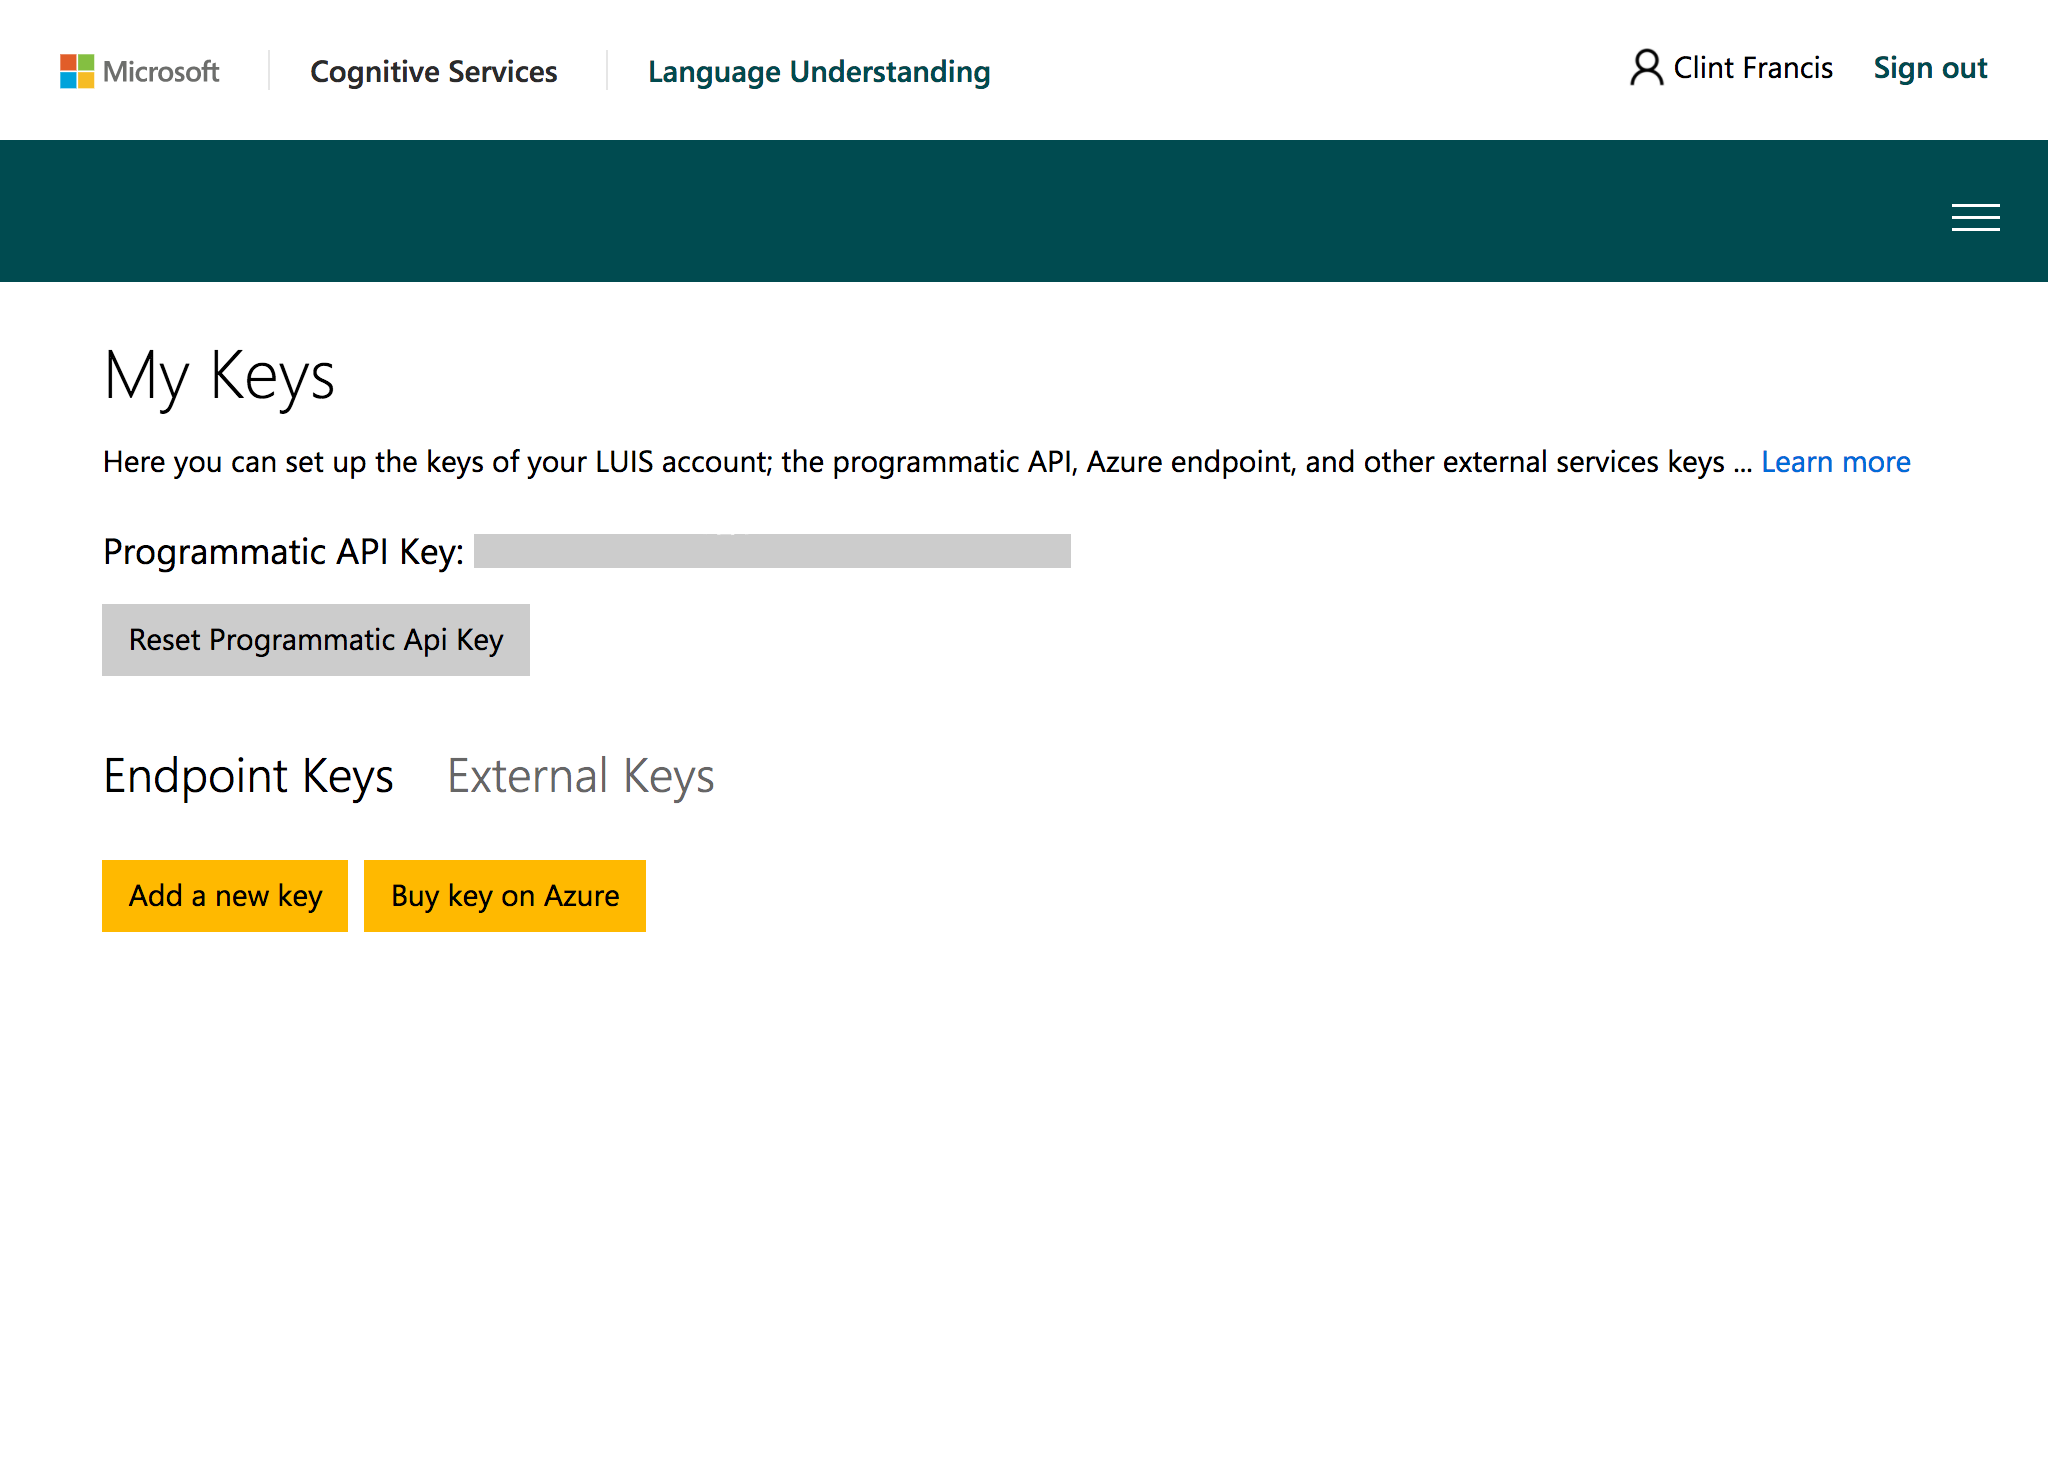 Microsoft
Cognitive Services
Language Understanding
Clint Francis
Sign out
My Keys
Here you can set up the keys of your LUIS account; the programmatic API, Azure endpoint, and other external services keys ... Learn more
Programmatic API Key:
Reset Programmatic Api Key
Endpoint Keys
External Keys
Add a new key
Buy key on Azure